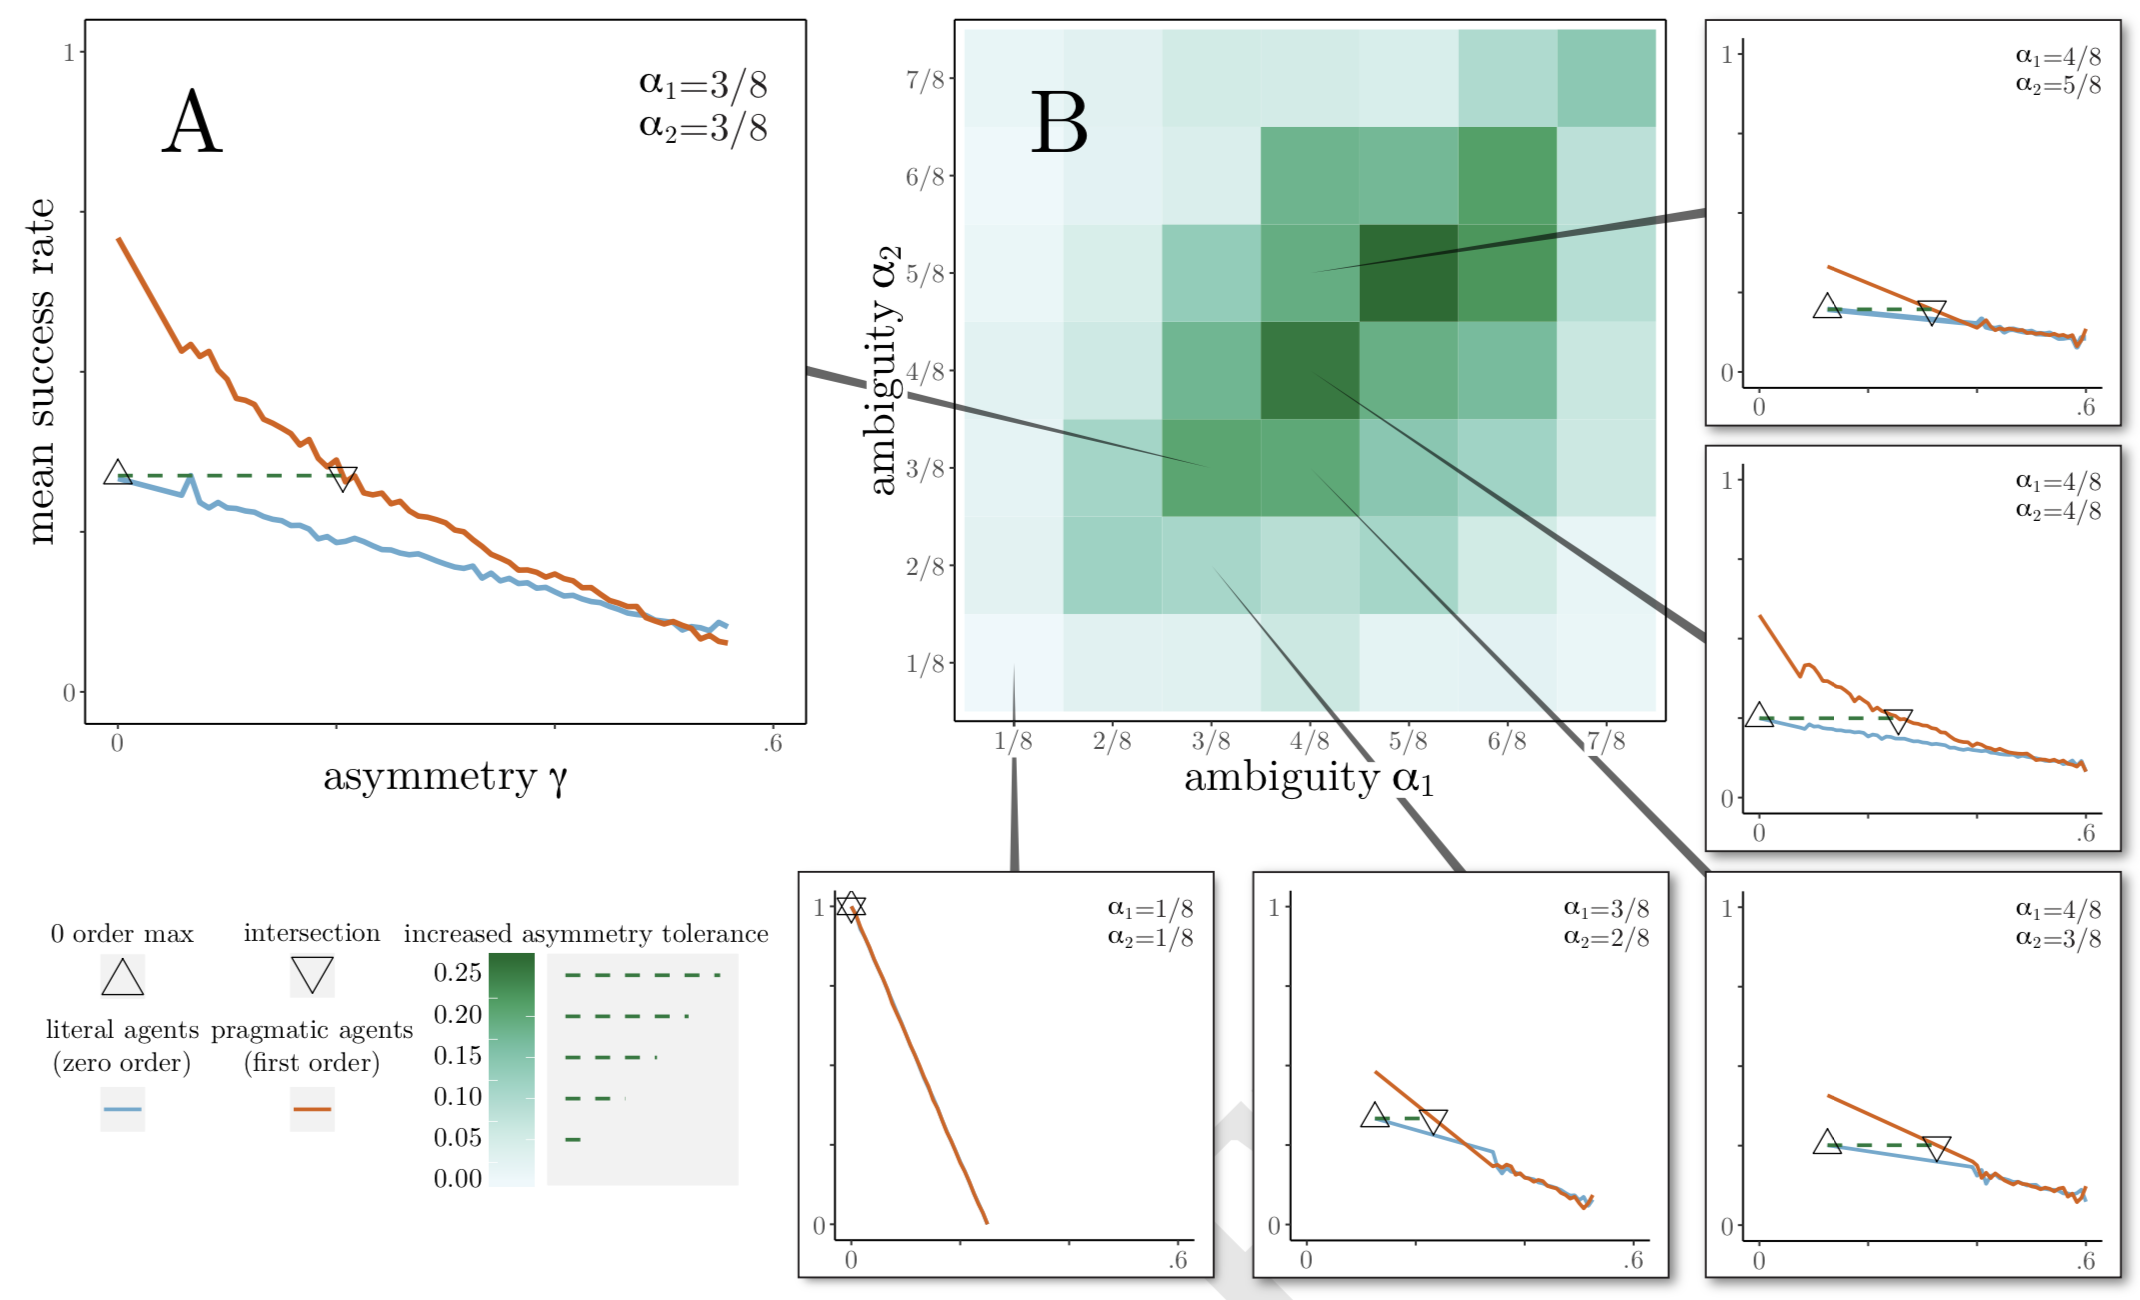 A
α₁=3/8
α₂=3/8
mean success rate
1
0
0
.6
asymmetry γ
B
ambiguity α₂
7/8
6/8
5/8
4/8
3/8
2/8
1/8
1/8 2/8 3/8 4/8 5/8 6/8 7/8
ambiguity α₁
α₁=4/8
α₂=5/8
1
0
0
.6
α₁=4/8
α₂=4/8
1
0
0
.6
0 order max
intersection
increased asymmetry tolerance
literal agents
(zero order)
pragmatic agents
(first order)
0.25
0.20
0.15
0.10
0.05
0.00
α₁=1/8
α₂=1/8
1
0
0
.6
α₁=3/8
α₂=2/8
1
0
0
.6
α₁=4/8
α₂=3/8
1
0
0
.6